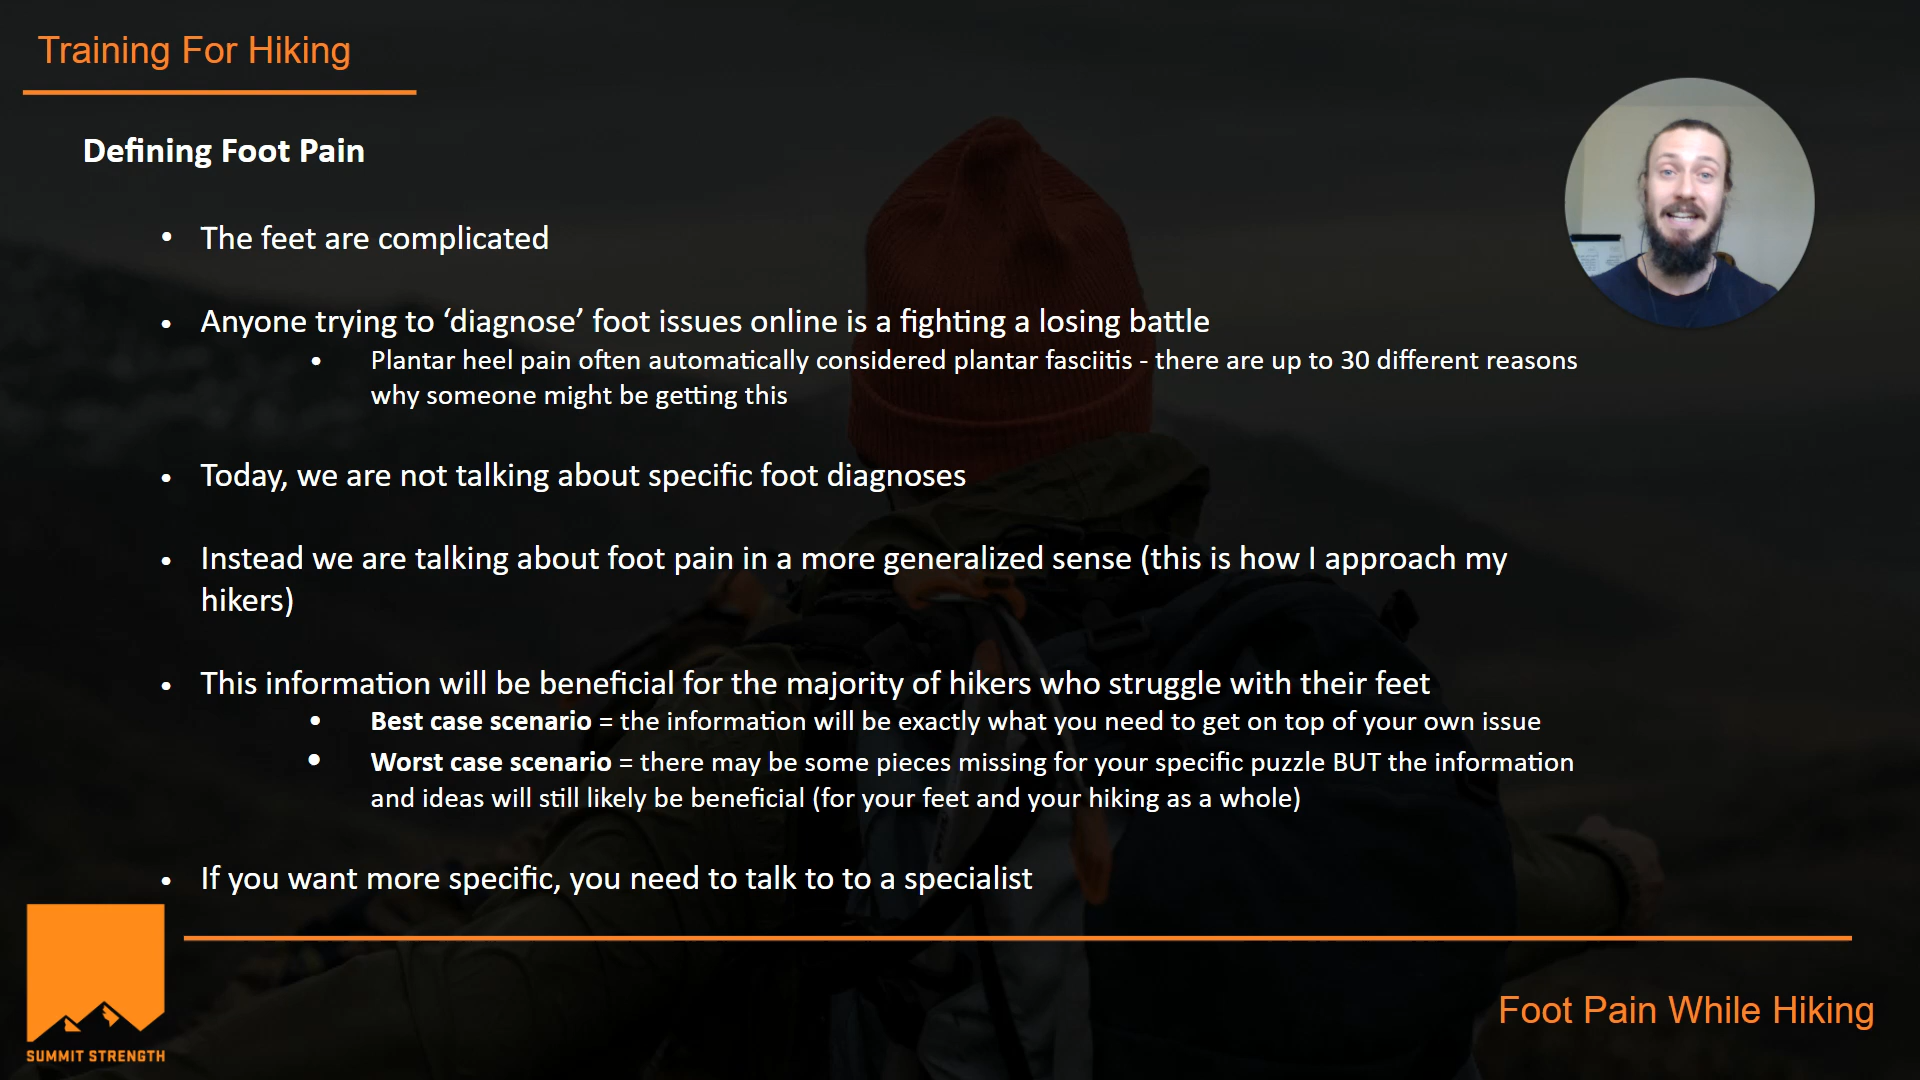 Training For Hiking
Defining Foot Pain
• The feet are complicated
• Anyone trying to ‘diagnose’ foot issues online is a fighting a losing battle
• Plantar heel pain often automatically considered plantar fasciitis - there are up to 30 different reasons
why someone might be getting this
• Today, we are not talking about specific foot diagnoses
• Instead we are talking about foot pain in a more generalized sense (this is how I approach my
hikers)
• This information will be beneficial for the majority of hikers who struggle with their feet
• Best case scenario = the information will be exactly what you need to get on top of your own issue
• Worst case scenario = there may be some pieces missing for your specific puzzle BUT the information
and ideas will still likely be beneficial (for your feet and your hiking as a whole)
• If you want more specific, you need to talk to to a specialist
SUMMIT STRENGTH
Foot Pain While Hiking